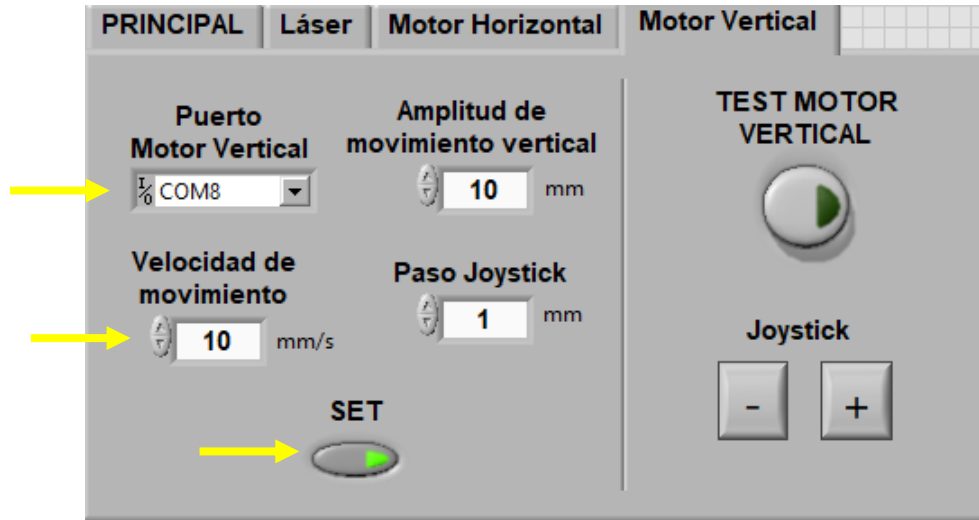 PRINCIPAL
Láser
Motor Horizontal
Motor Vertical
Puerto
Motor Vertical
I/O COM8
Amplitud de
movimiento vertical
10 mm
Velocidad de
movimiento
10 mm/s
Paso Joystick
1 mm
SET
TEST MOTOR
VERTICAL
Joystick
- +